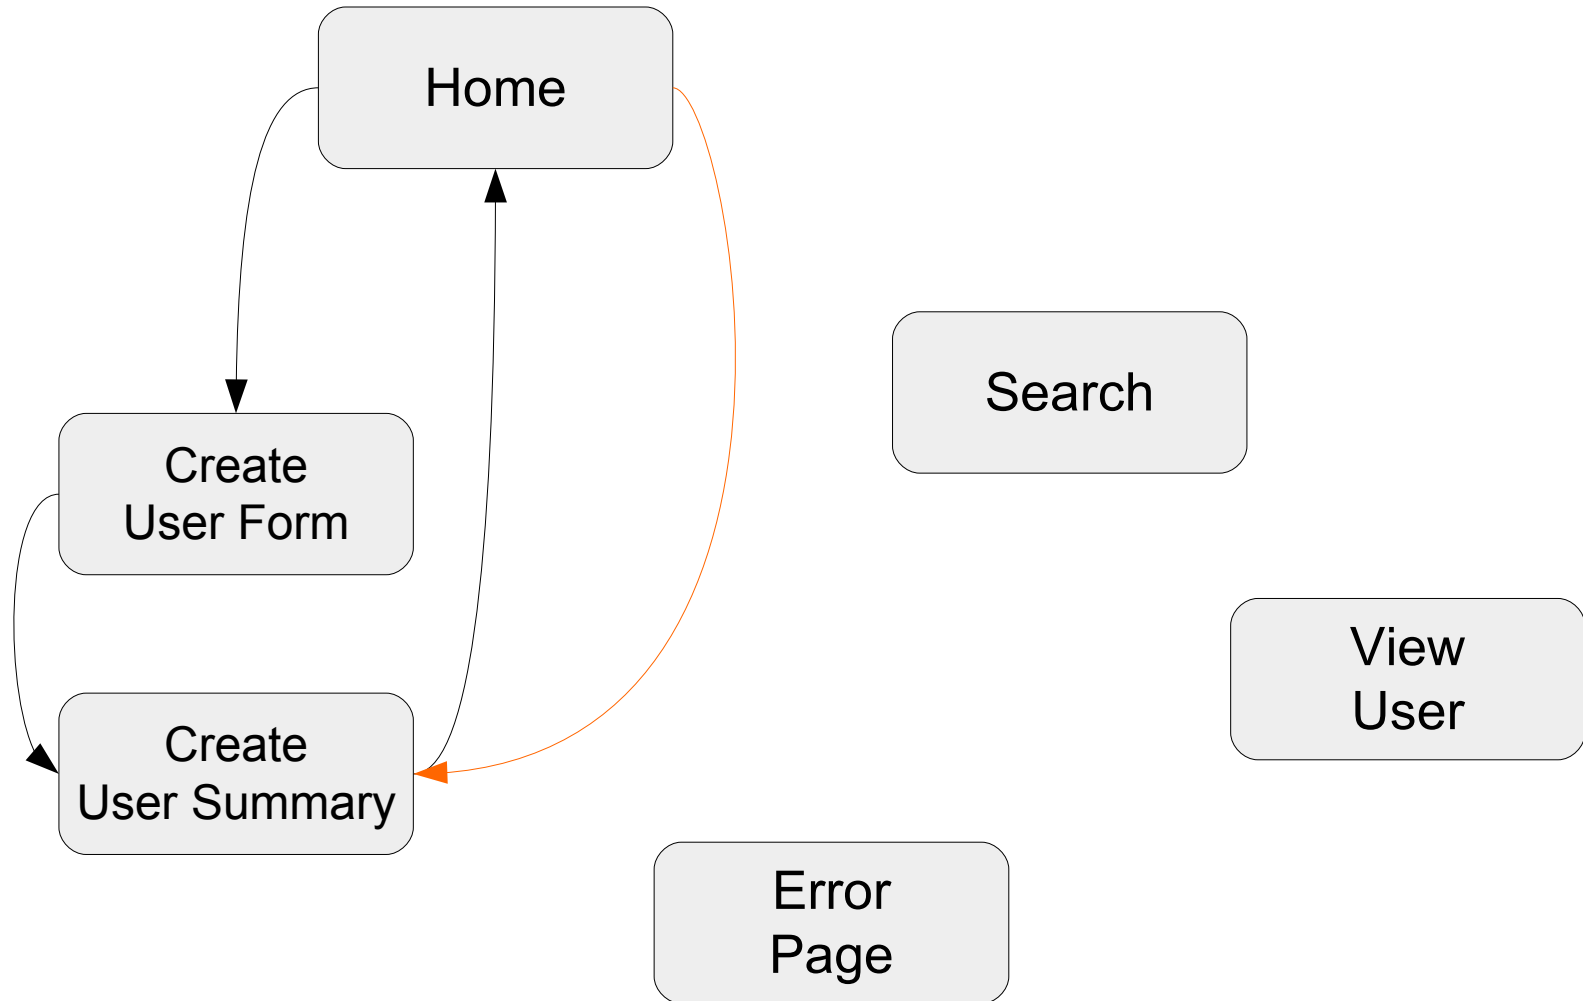 Home
Search
Create
User Form
View
User
Create
User Summary
Error
Page